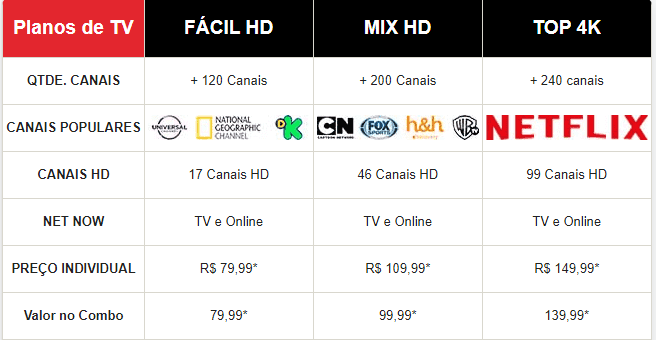 Planos de TV FÁCIL HD MIX HD TOP 4K
QTDE. CANAIS + 120 Canais + 200 Canais + 240 canais
CANAIS POPULARES UNIVERSAL NATIONAL GEOGRAPHIC CHANNEL DK CN CARTOON NETWORK FOX SPORTS h&h discovery WB NETFLIX
CANAIS HD 17 Canais HD 46 Canais HD 99 Canais HD
NET NOW TV e Online TV e Online TV e Online
PREÇO INDIVIDUAL R$ 79,99* R$ 109,99* R$ 149,99*
Valor no Combo 79,99* 99,99* 139,99*